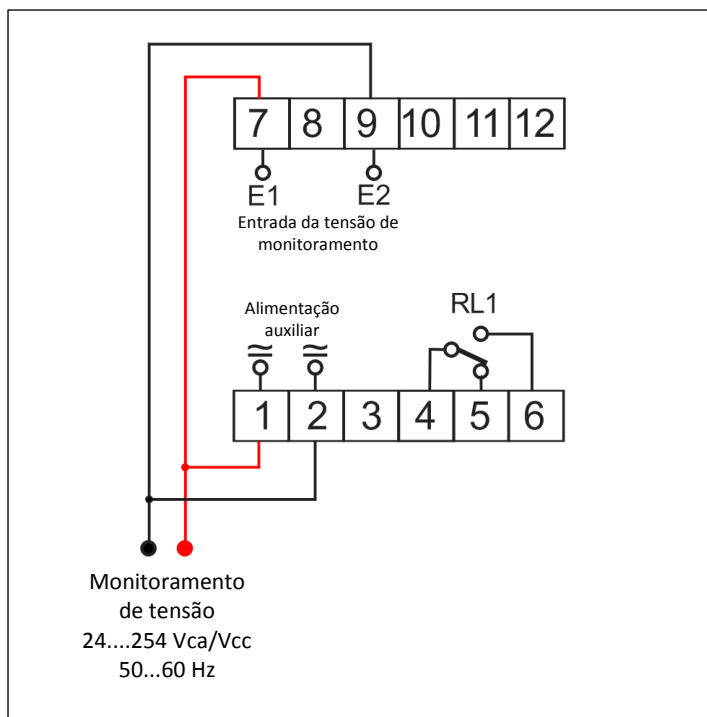 7 8 9 10 11 12
E1 E2
Entrada da tensão de
monitoramento
Alimentação
auxiliar
RL1
1 2 3 4 5 6
Monitoramento
de tensão
24....254 Vca/Vcc
50...60 Hz